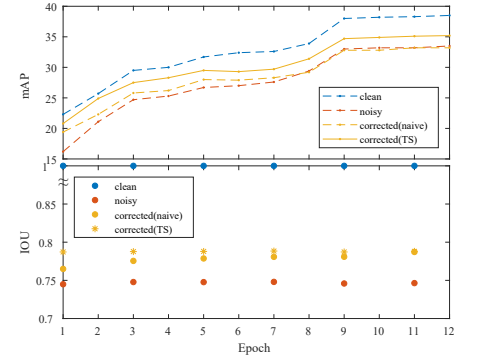 40
35
30
25
20
15
mAP
clean
noisy
corrected(naive)
corrected(TS)
1
0.85
0.8
0.75
0.7
IOU
clean
noisy
corrected(naive)
corrected(TS)
1 2 3 4 5 6 7 8 9 10 11 12
Epoch